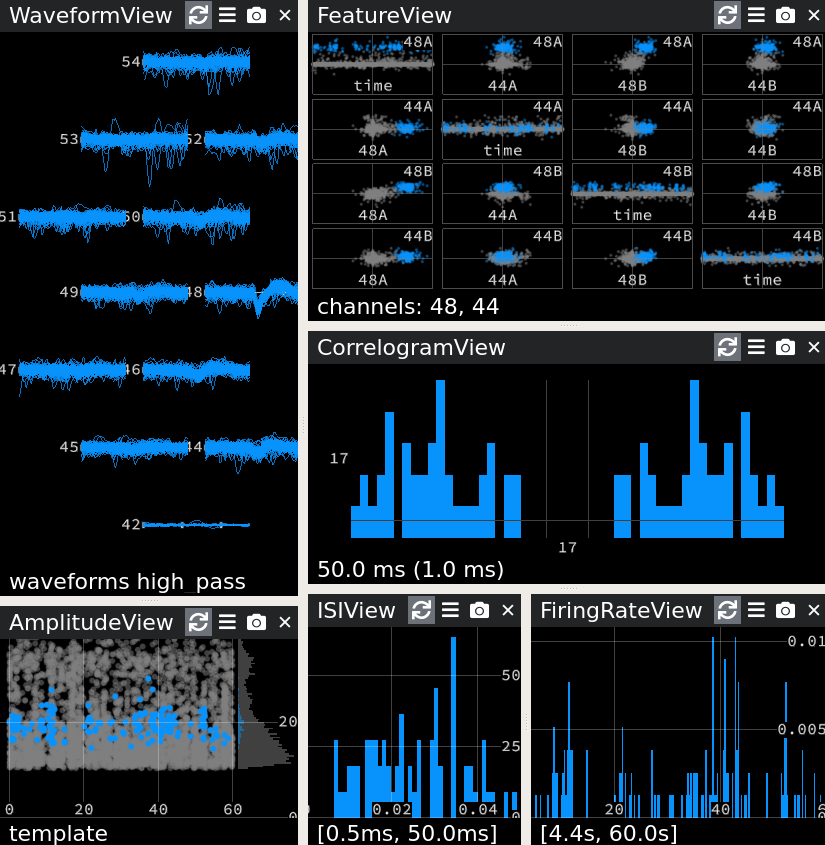 WaveformView
54
53 52
51 50
49 48
47 46
45 44
42
waveforms high_pass
FeatureView
48A 48A 48A 48A
time 44A 48B 44B
44A 44A 44A 44A
48A time 48B 44B
48B 48B 48B 48B
48A 44A time 44B
44B 44B 44B 44B
48A 44A 48B time
channels: 48, 44
CorrelogramView
17
17
50.0 ms (1.0 ms)
AmplitudeView
20
0 20 40 60 0
template
ISIView
50
25
0 0.02 0.04 0
[0.5ms, 50.0ms]
FiringRateView
0.01
0.005
20 40 6
[4.4s, 60.0s]